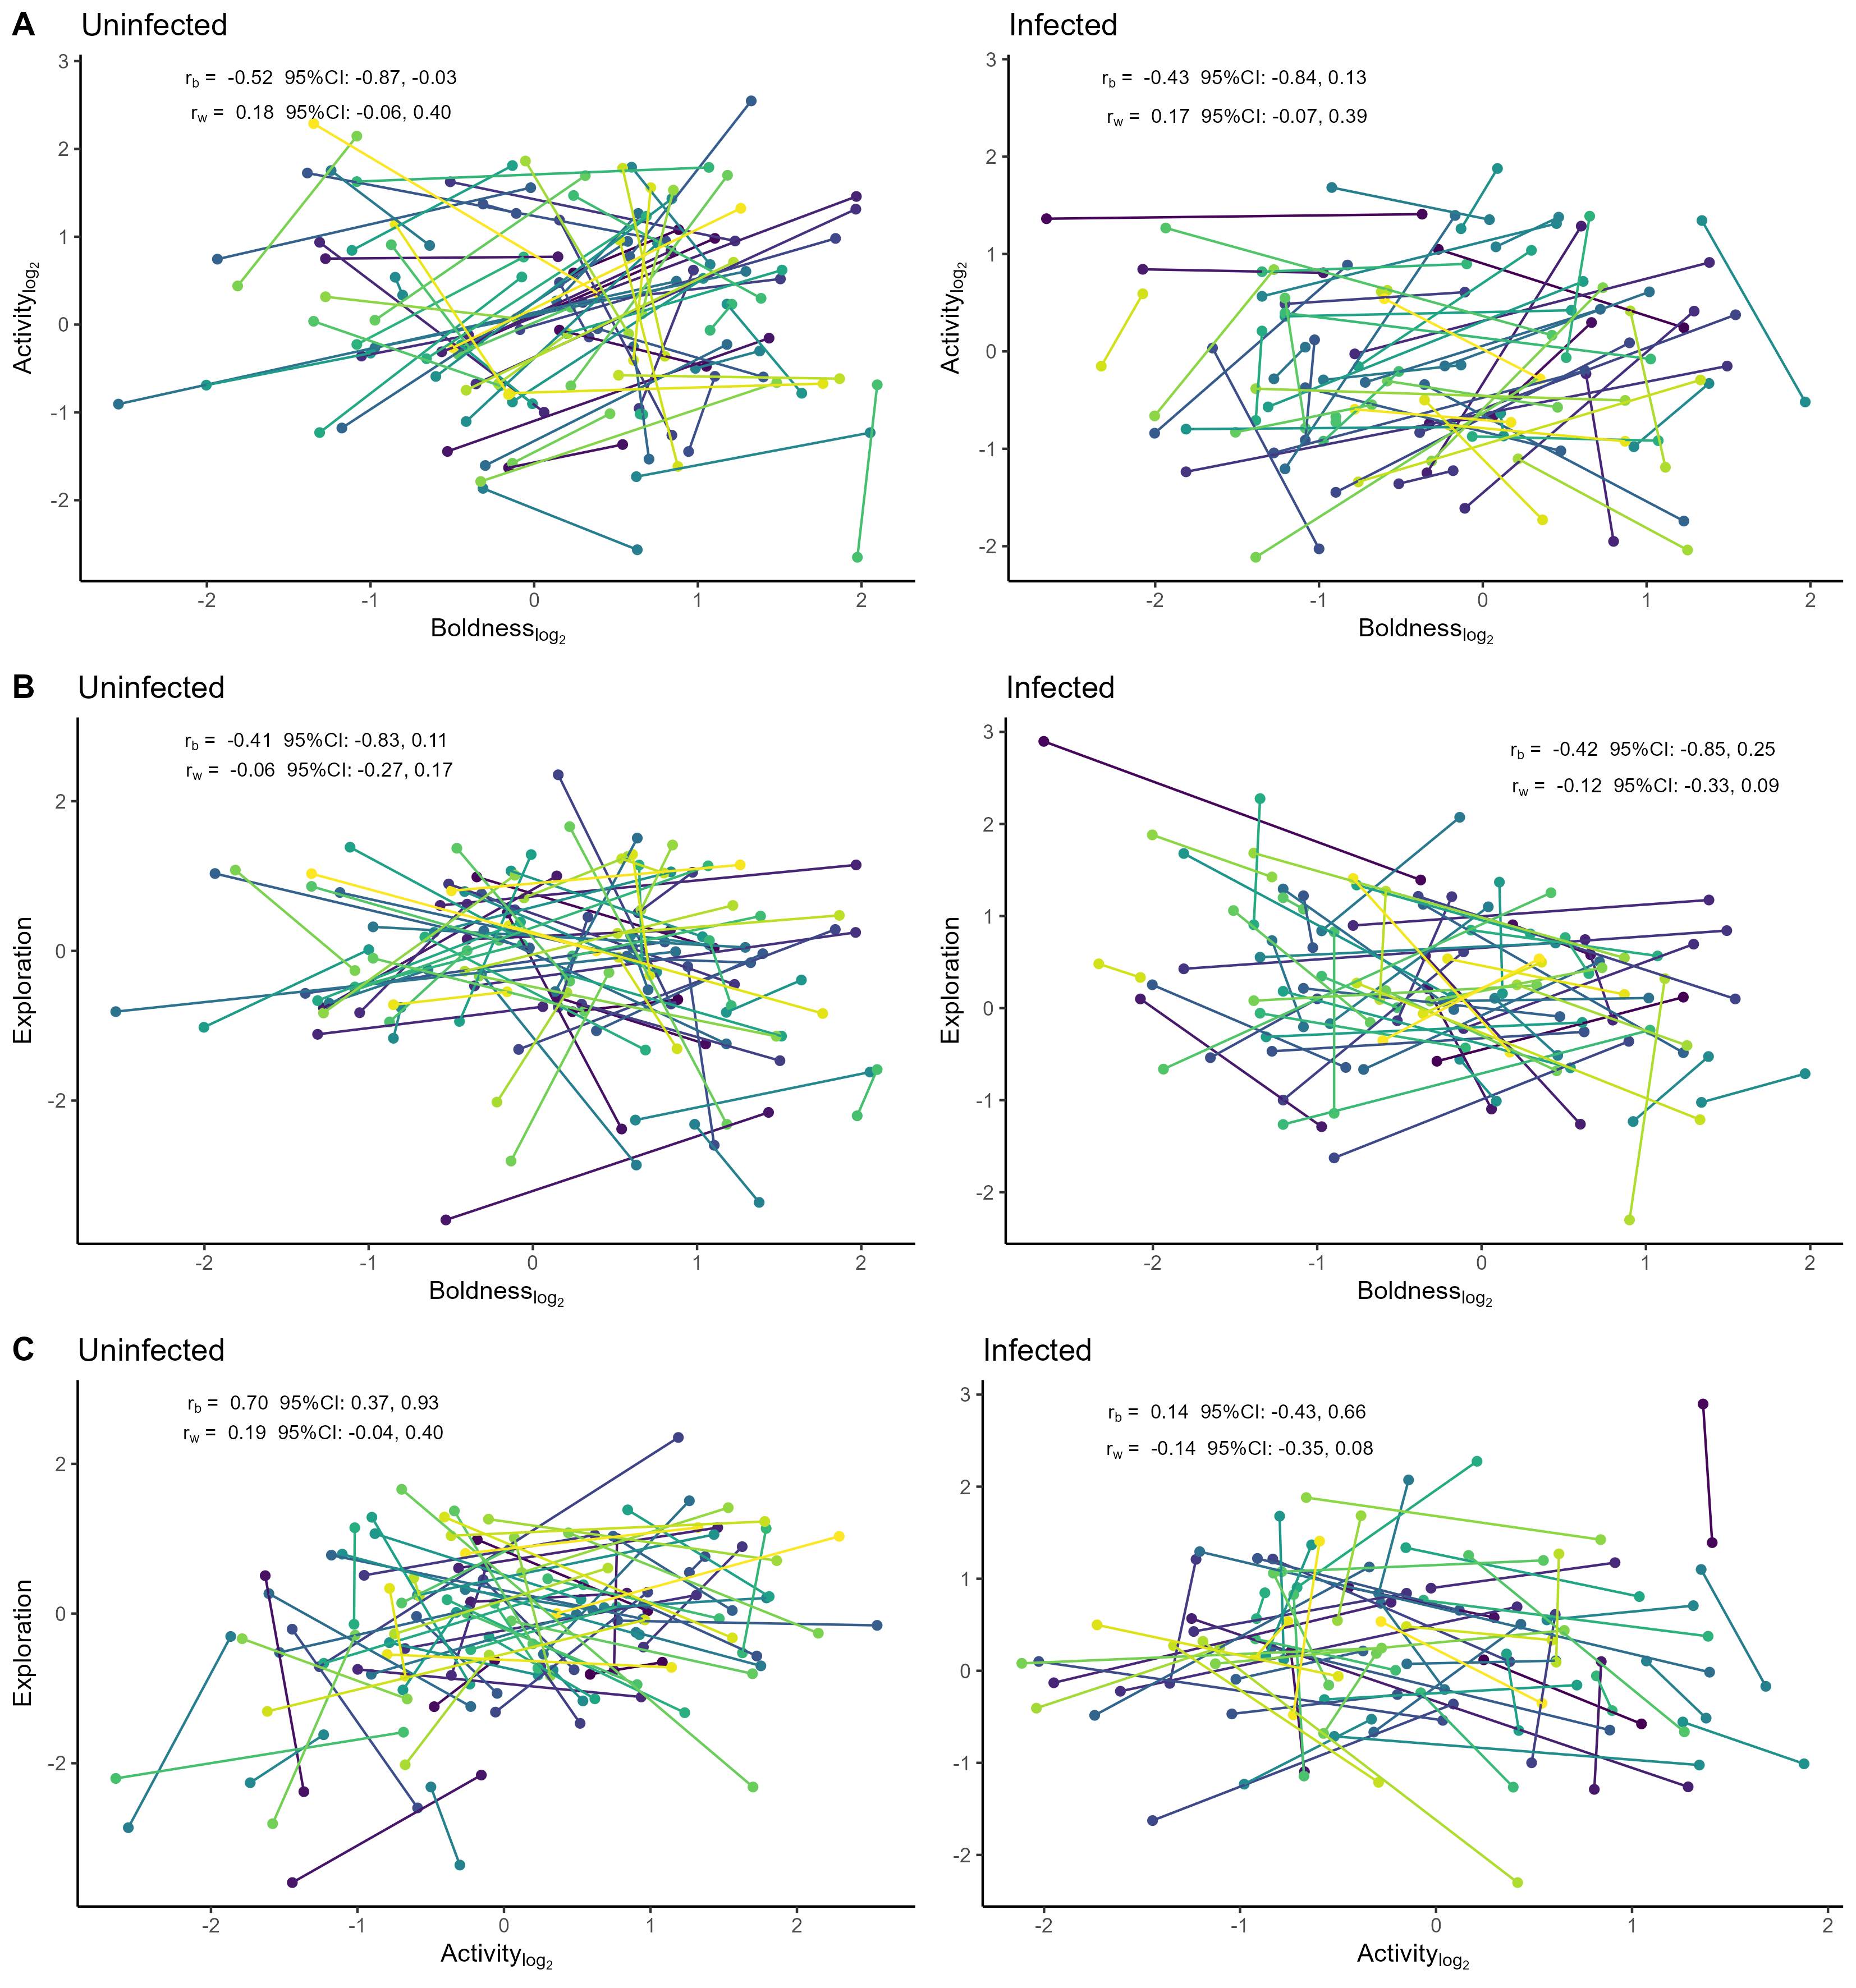 A Uninfected Infected
r_b = -0.52 95%CI: -0.87, -0.03
r_w = 0.18 95%CI: -0.06, 0.40
3
2
1
0
-1
-2
Activity_log2
-2 -1 0 1 2
Boldness_log2
r_b = -0.43 95%CI: -0.84, 0.13
r_w = 0.17 95%CI: -0.07, 0.39
3
2
1
0
-1
-2
Activity_log2
-2 -1 0 1 2
Boldness_log2
B Uninfected Infected
r_b = -0.41 95%CI: -0.83, 0.11
r_w = -0.06 95%CI: -0.27, 0.17
2
0
-2
Exploration
-2 -1 0 1 2
Boldness_log2
r_b = -0.42 95%CI: -0.85, 0.25
r_w = -0.12 95%CI: -0.33, 0.09
3
2
1
0
-1
-2
Exploration
-2 -1 0 1 2
Boldness_log2
C Uninfected Infected
r_b = 0.70 95%CI: 0.37, 0.93
r_w = 0.19 95%CI: -0.04, 0.40
2
0
-2
Exploration
-2 -1 0 1 2
Activity_log2
r_b = 0.14 95%CI: -0.43, 0.66
r_w = -0.14 95%CI: -0.35, 0.08
3
2
1
0
-1
-2
-2 -1 0 1 2
Activity_log2